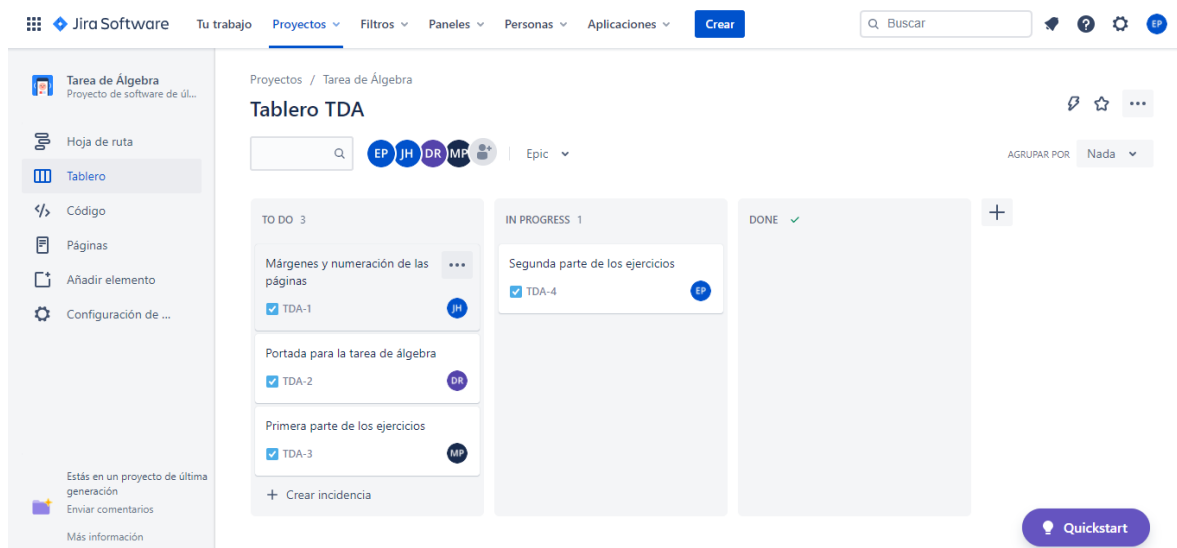 Jira Software Tu trabajo Proyectos Filtros Paneles Personas Aplicaciones Crear Buscar EP
Tarea de Álgebra
Proyecto de software de úl...
Hoja de ruta
Tablero
Código
Páginas
Añadir elemento
Configuración de ...
Estás en un proyecto de última
generación
Enviar comentarios
Más información
Proyectos / Tarea de Álgebra
Tablero TDA
EP JH DR MP Epic AGRUPAR POR Nada
TO DO 3
Márgenes y numeración de las
páginas
TDA-1 JH
Portada para la tarea de álgebra
TDA-2 DR
Primera parte de los ejercicios
TDA-3 MP
+ Crear incidencia
IN PROGRESS 1
Segunda parte de los ejercicios
TDA-4 EP
DONE
Quickstart